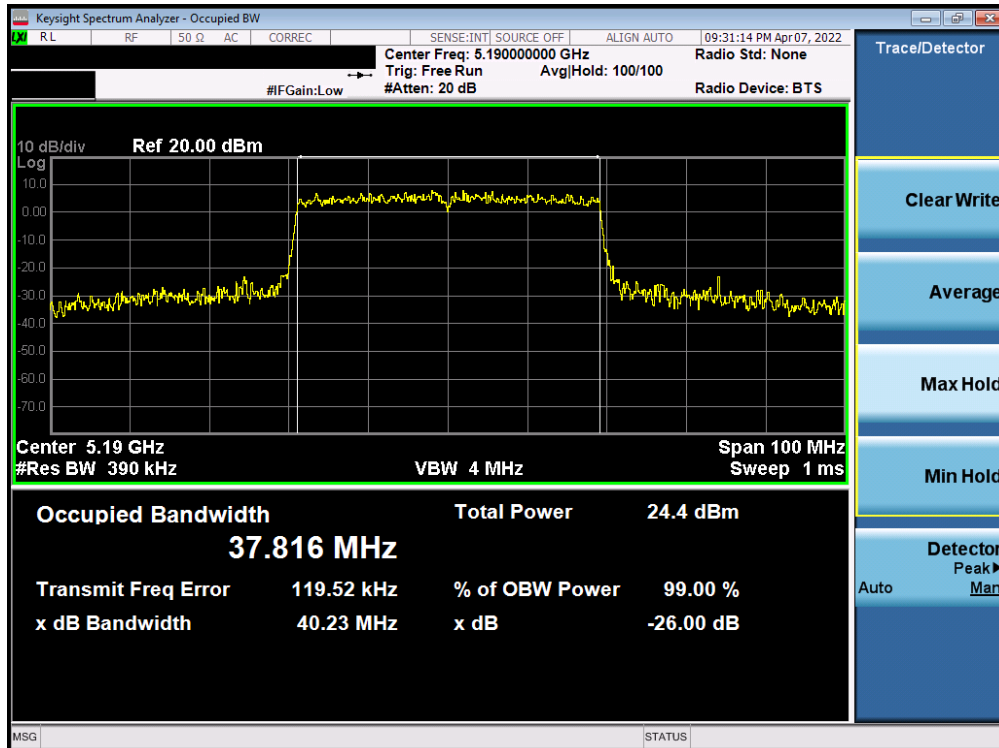 Keysight Spectrum Analyzer - Occupied BW
LXI RL RF 50 Ω AC CORREC SENSE:INT SOURCE OFF ALIGN AUTO 09:31:14 PM Apr 07, 2022
Center Freq: 5.190000000 GHz Radio Std: None
Trig: Free Run Avg|Hold: 100/100
#IFGain:Low #Atten: 20 dB Radio Device: BTS
10 dB/div Ref 20.00 dBm
Log
10.0
0.00
-10.0
-20.0
-30.0
-40.0
-50.0
-60.0
-70.0
Center 5.19 GHz Span 100 MHz
#Res BW 390 kHz VBW 4 MHz Sweep 1 ms
Occupied Bandwidth Total Power 24.4 dBm
37.816 MHz
Transmit Freq Error 119.52 kHz % of OBW Power 99.00 %
x dB Bandwidth 40.23 MHz x dB -26.00 dB
MSG STATUS
Trace/Detector
Clear Write
Average
Max Hold
Min Hold
Detector
Peak▶
Auto Man